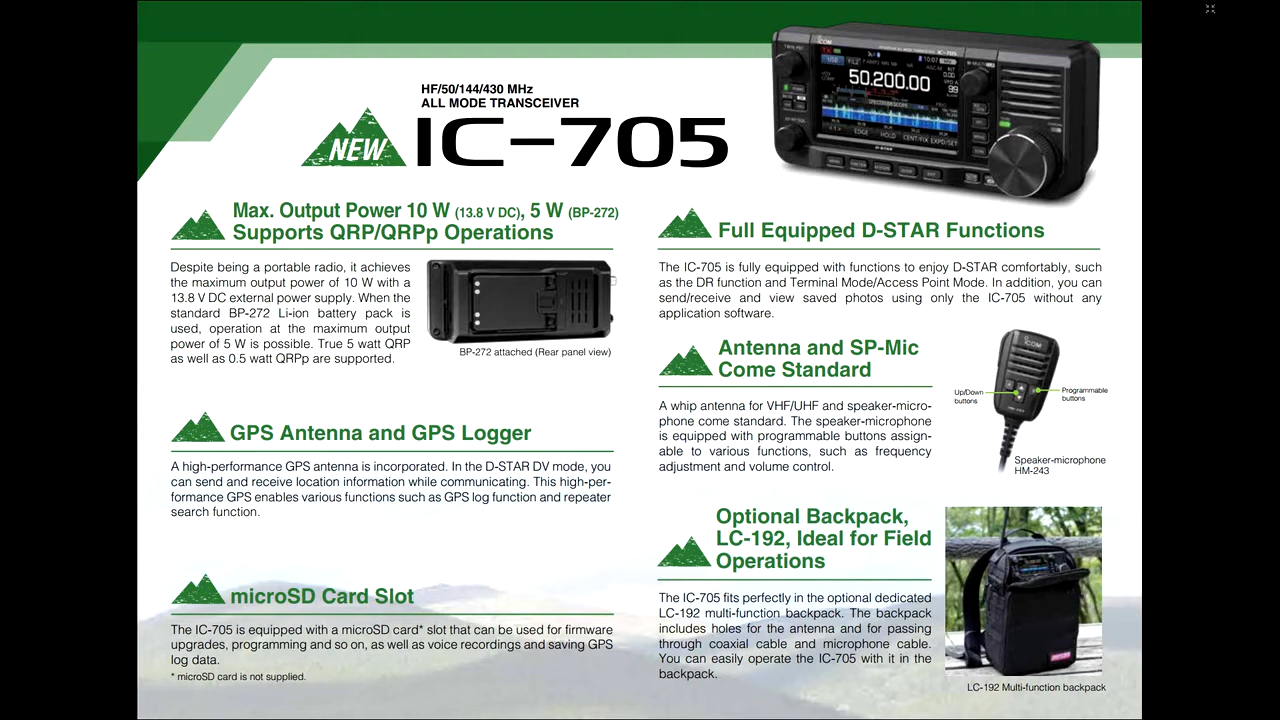 HF/50/144/430 MHz
ALL MODE TRANSCEIVER
NEW
IC-705
ICOM
50.200.00
EDGE HOLD CENT/FIX EXPD/SET
D-STAR
Max. Output Power 10 W (13.8 V DC), 5 W (BP-272)
Supports QRP/QRPp Operations
Despite being a portable radio, it achieves
the maximum output power of 10 W with a
13.8 V DC external power supply. When the
standard BP-272 Li-ion battery pack is
used, operation at the maximum output
power of 5 W is possible. True 5 watt QRP
as well as 0.5 watt QRPp are supported.
BP-272 attached (Rear panel view)
GPS Antenna and GPS Logger
A high-performance GPS antenna is incorporated. In the D-STAR DV mode, you
can send and receive location information while communicating. This high-per-
formance GPS enables various functions such as GPS log function and repeater
search function.
microSD Card Slot
The IC-705 is equipped with a microSD card* slot that can be used for firmware
upgrades, programming and so on, as well as voice recordings and saving GPS
log data.
* microSD card is not supplied.
Full Equipped D-STAR Functions
The IC-705 is fully equipped with functions to enjoy D-STAR comfortably, such
as the DR function and Terminal Mode/Access Point Mode. In addition, you can
send/receive and view saved photos using only the IC-705 without any
application software.
Antenna and SP-Mic
Come Standard
A whip antenna for VHF/UHF and speaker-micro-
phone come standard. The speaker-microphone
is equipped with programmable buttons assign-
able to various functions, such as frequency
adjustment and volume control.
ICOM
Up/Down
buttons
Programmable
buttons
Speaker-microphone
HM-243
Optional Backpack,
LC-192, Ideal for Field
Operations
The IC-705 fits perfectly in the optional dedicated
LC-192 multi-function backpack. The backpack
includes holes for the antenna and for passing
through coaxial cable and microphone cable.
You can easily operate the IC-705 with it in the
backpack.
LC-192 Multi-function backpack